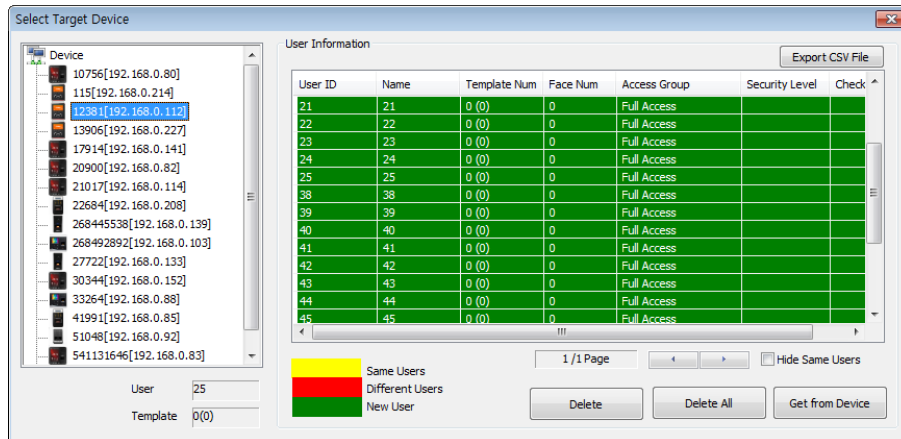 Select Target Device
Device
10756[192.168.0.80]
115[192.168.0.214]
12381[192.168.0.112]
13906[192.168.0.227]
17914[192.168.0.141]
20900[192.168.0.82]
21017[192.168.0.114]
22684[192.168.0.208]
268445538[192.168.0.139]
268492892[192.168.0.103]
27722[192.168.0.133]
30344[192.168.0.152]
33264[192.168.0.88]
41991[192.168.0.85]
51048[192.168.0.92]
541131646[192.168.0.83]
User 25
Template 0(0)
User Information
Export CSV File
User ID Name Template Num Face Num Access Group Security Level Check
21 21 0 (0) 0 Full Access
22 22 0 (0) 0 Full Access
23 23 0 (0) 0 Full Access
24 24 0 (0) 0 Full Access
25 25 0 (0) 0 Full Access
38 38 0 (0) 0 Full Access
39 39 0 (0) 0 Full Access
40 40 0 (0) 0 Full Access
41 41 0 (0) 0 Full Access
42 42 0 (0) 0 Full Access
43 43 0 (0) 0 Full Access
44 44 0 (0) 0 Full Access
45 45 0 (0) 0 Full Access
1 /1 Page
Hide Same Users
Same Users
Different Users
New User
Delete
Delete All
Get from Device